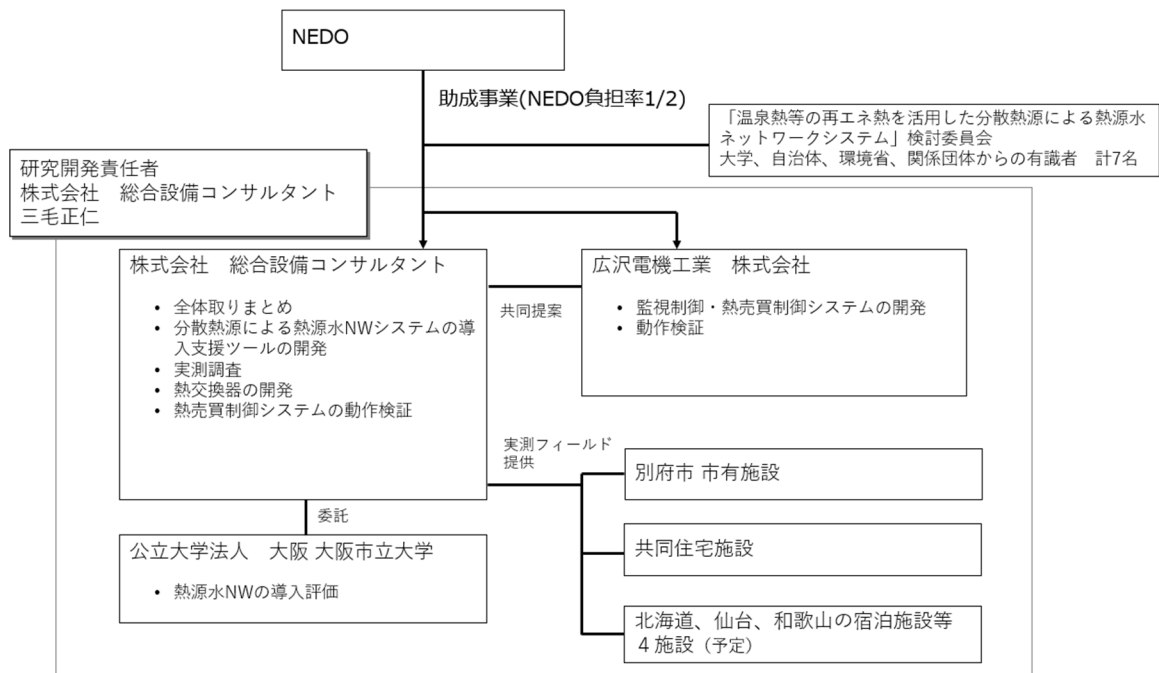 NEDO
助成事業(NEDO負担率1/2)
「温泉熱等の再エネ熱を活用した分散熱源による熱源水
ネットワークシステム」検討委員会
大学、自治体、環境省、関係団体からの有識者　計7名
研究開発責任者
株式会社　総合設備コンサルタント
三毛正仁
株式会社　総合設備コンサルタント
• 全体取りまとめ
• 分散熱源による熱源水NWシステムの導
入支援ツールの開発
• 実測調査
• 熱交換器の開発
• 熱売買制御システムの動作検証
共同提案
広沢電機工業　株式会社
• 監視制御・熱売買制御システムの開発
• 動作検証
実測フィールド
提供
別府市 市有施設
共同住宅施設
北海道、仙台、和歌山の宿泊施設等
４施設（予定）
委託
公立大学法人　大阪 大阪市立大学
• 熱源水NWの導入評価